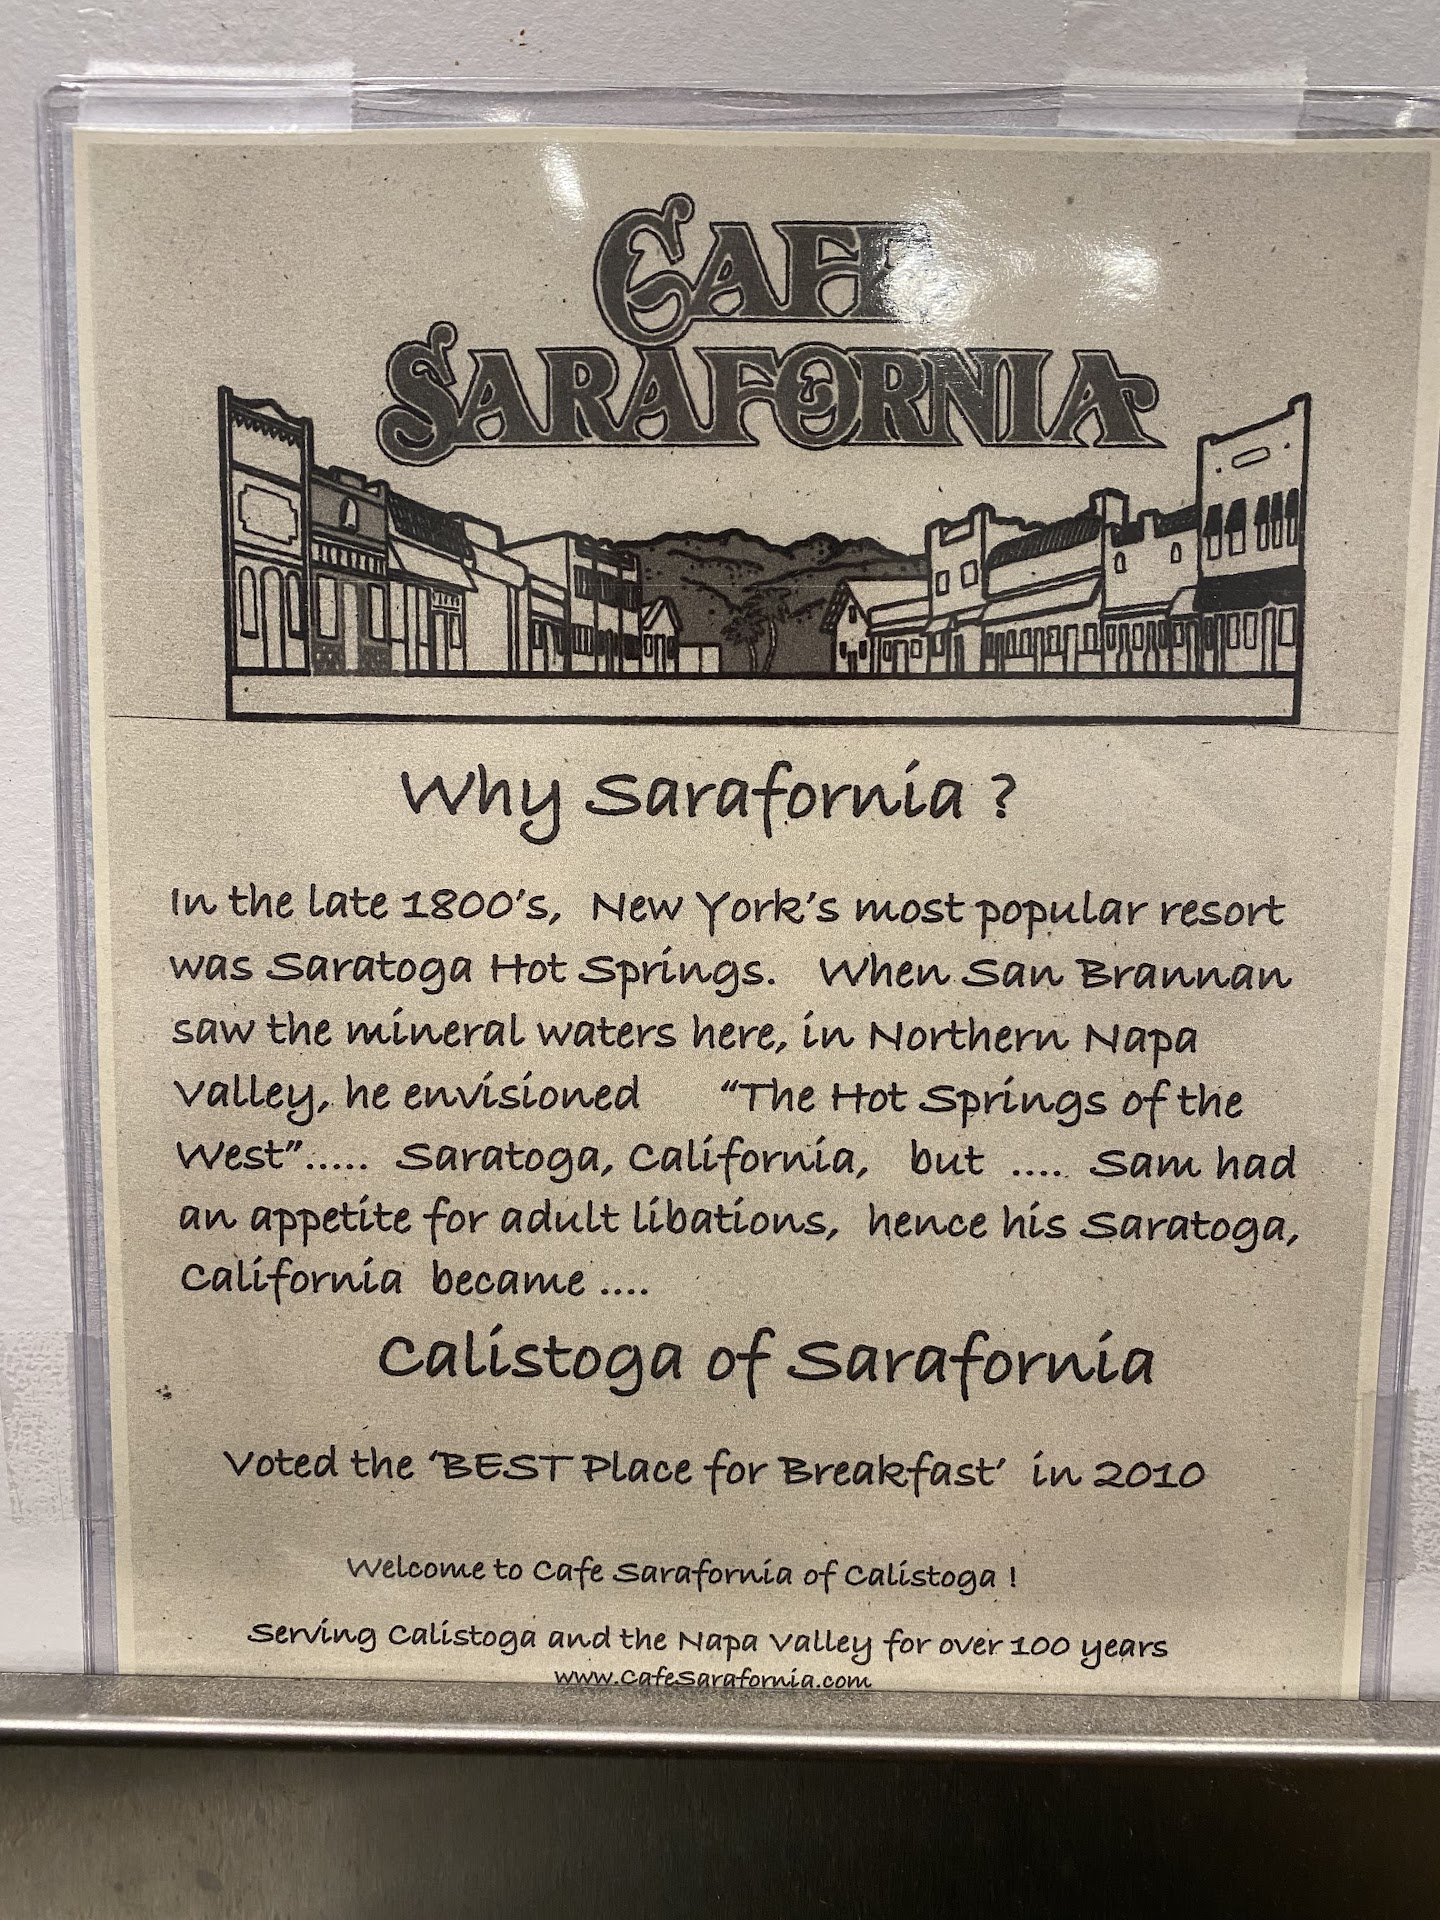 CAFE
SARAFORNIA
Why Sarafornia ?
In the late 1800's, New York's most popular resort
was Saratoga Hot Springs. When San Brannan
saw the mineral waters here, in Northern Napa
Valley, he envisioned "The Hot Springs of the
West"..... Saratoga, California, but .... Sam had
an appetite for adult libations, hence his Saratoga,
California became ....
Calistoga of Sarafornia
Voted the 'BEST Place for Breakfast' in 2010
Welcome to Cafe Sarafornia of Calistoga !
Serving Calistoga and the Napa Valley for over 100 years
www.CafeSarafornia.com